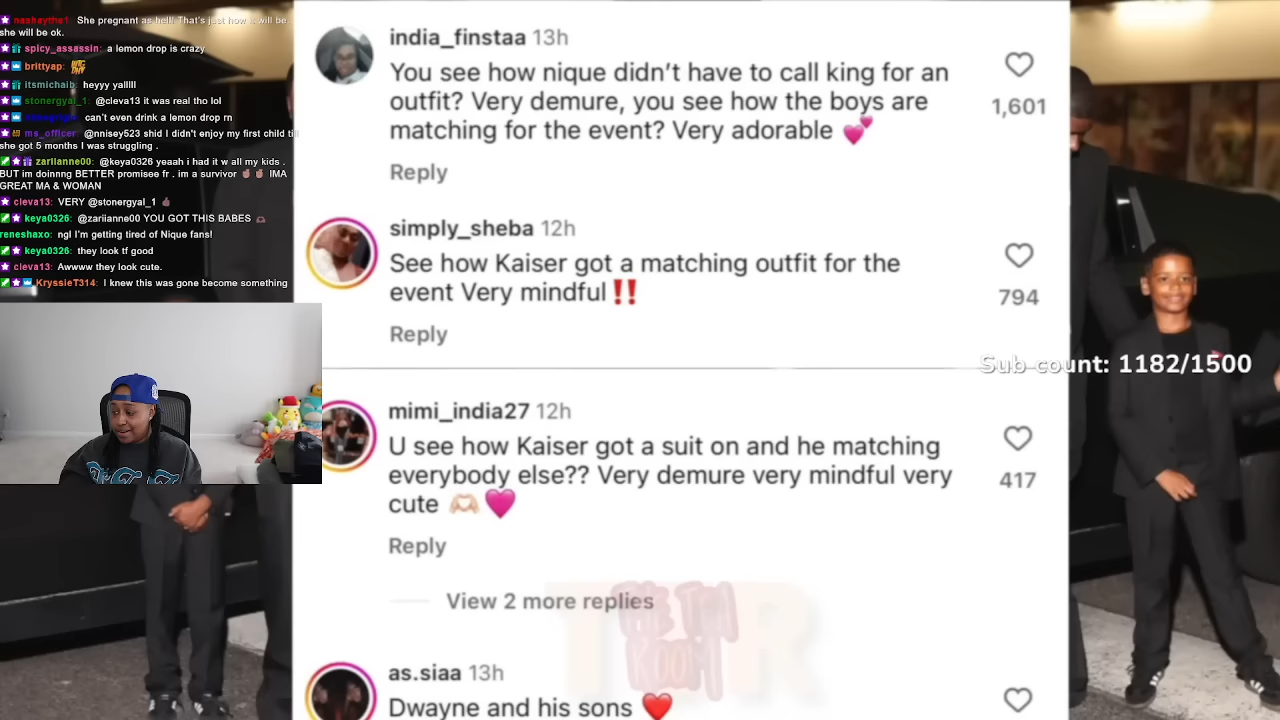 nashaythe1 She pregnant as hell! That's just how it will be.
she will be ok.
spicy_assassin: a lemon drop is crazy
brittyap:
itsmichaib: heyyy yalllll
stonergyal_1: @cleva13 it was real tho lol
can't even drink a lemon drop rn
ms_officer: @nnisey523 shid I didn't enjoy my first child till
she got 5 months I was struggling .
zariianne00: @keya0326 yeaah i had it w all my kids .
BUT im doinnng BETTER promisee fr . im a survivor ✌🏽✌🏽 IMA
GREAT MA & WOMAN
cleva13: VERY @stonergyal_1
keya0326: @zariianne00 YOU GOT THIS BABES 🫶🏽
reneshaxo: ngl I'm getting tired of Nique fans!
keya0326: they look tf good
cleva13: Awwww they look cute.
KryssieT314: I knew this was gone become something
india_finstaa 13h
You see how nique didn't have to call king for an
outfit? Very demure, you see how the boys are
matching for the event? Very adorable 💕
1,601
Reply
simply_sheba 12h
See how Kaiser got a matching outfit for the
event Very mindful‼️
794
Reply
Sub count: 1182/1500
mimi_india27 12h
U see how Kaiser got a suit on and he matching
everybody else?? Very demure very mindful very
cute 🫶🏻🩷
417
Reply
View 2 more replies
as.siaa 13h
Dwayne and his sons ❤️